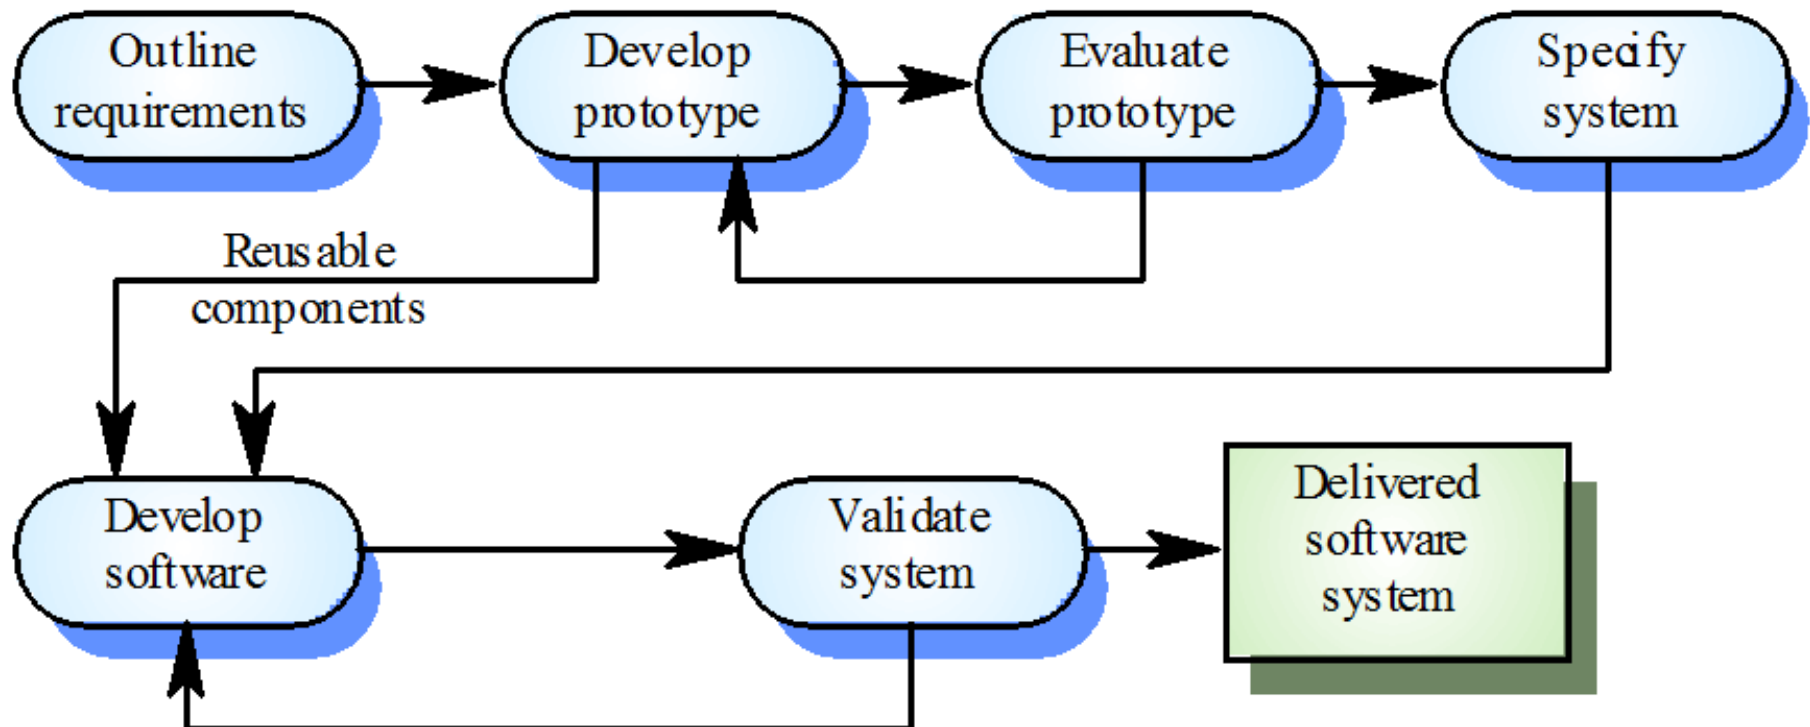 Outline
requirements
Develop
prototype
Evaluate
prototype
Specify
system
Reusable
components
Develop
software
Validate
system
Delivered
software
system